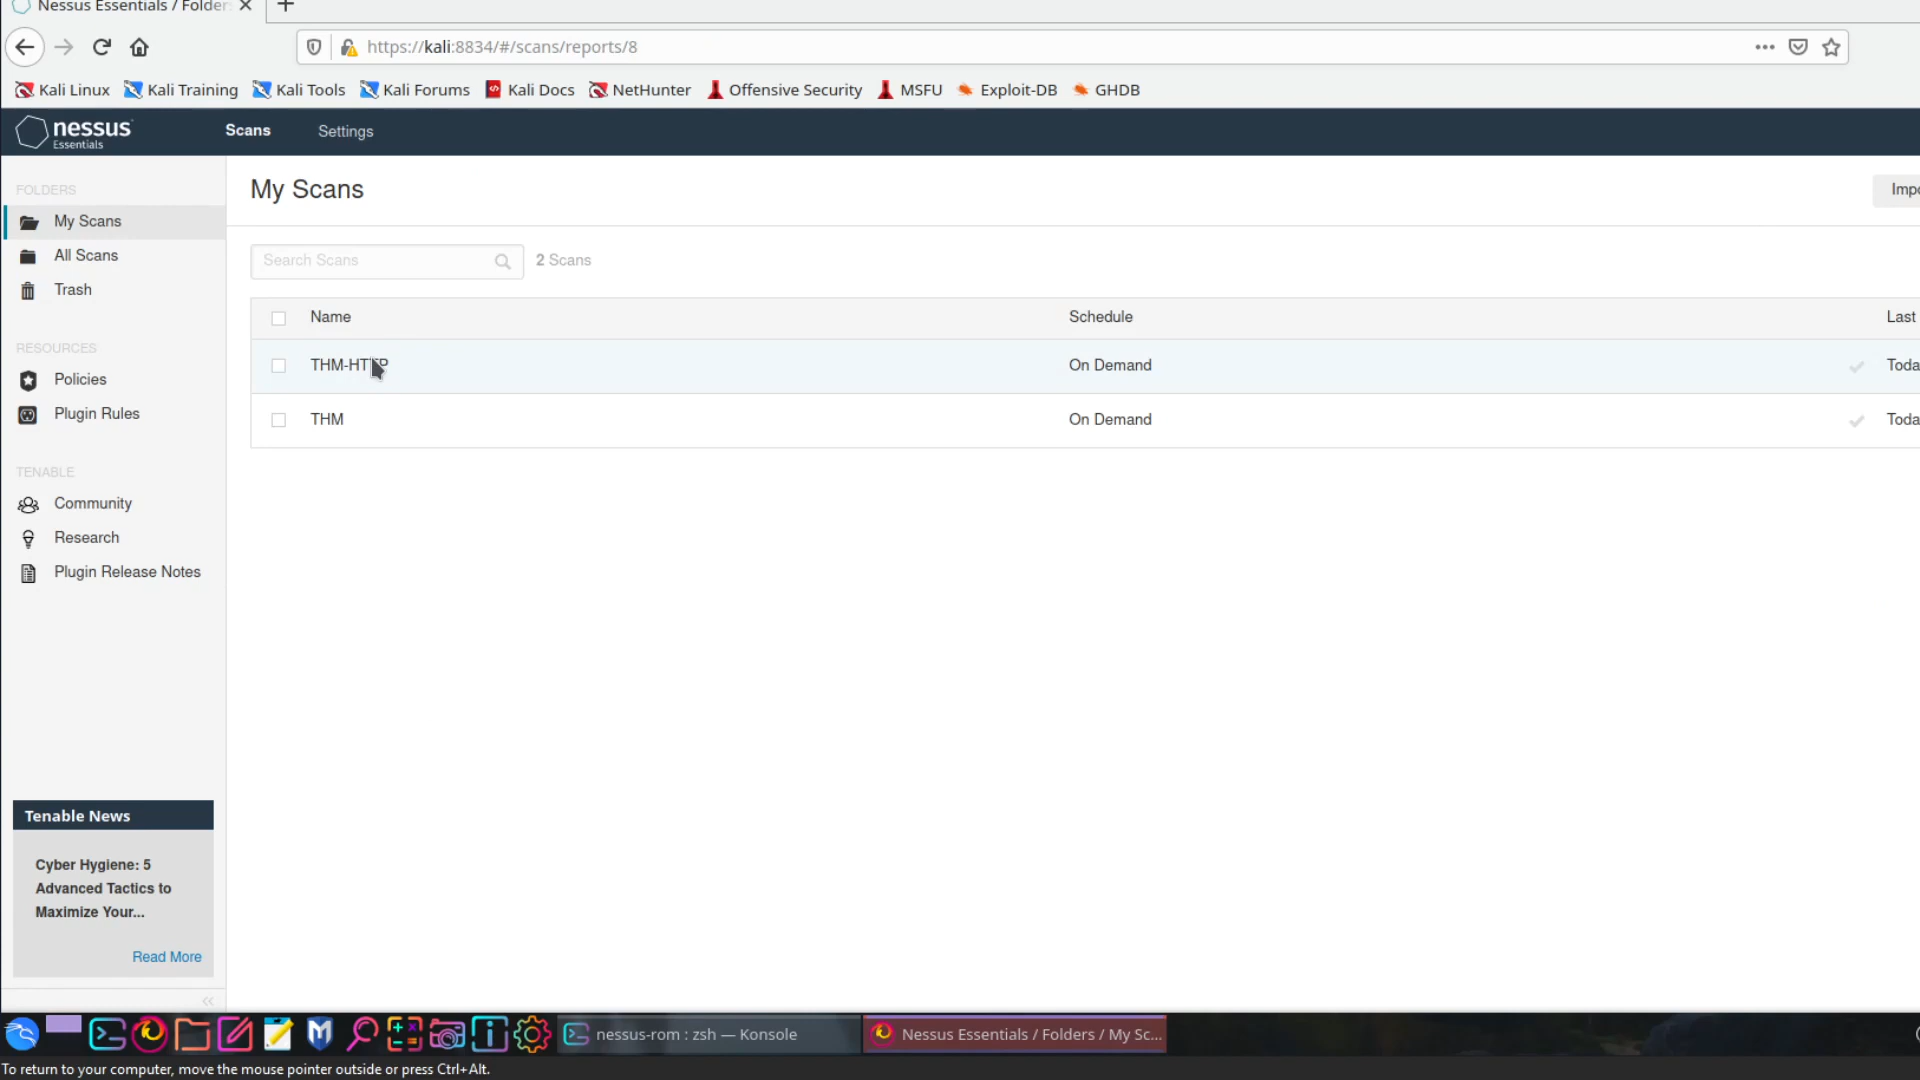 Nessus Essentials / Folder
https://kali:8834/#/scans/reports/8
Kali Linux Kali Training Kali Tools Kali Forums Kali Docs NetHunter Offensive Security MSFU Exploit-DB GHDB
nessus Essentials Scans Settings
FOLDERS
My Scans
All Scans
Trash
RESOURCES
Policies
Plugin Rules
TENABLE
Community
Research
Plugin Release Notes
Tenable News
Cyber Hygiene: 5
Advanced Tactics to
Maximize Your...
Read More
My Scans
Impo
Search Scans 2 Scans
Name Schedule Last
THM-HTTP On Demand Toda
THM On Demand Toda
nessus-rom : zsh — Konsole Nessus Essentials / Folders / My Sc...
To return to your computer, move the mouse pointer outside or press Ctrl+Alt.